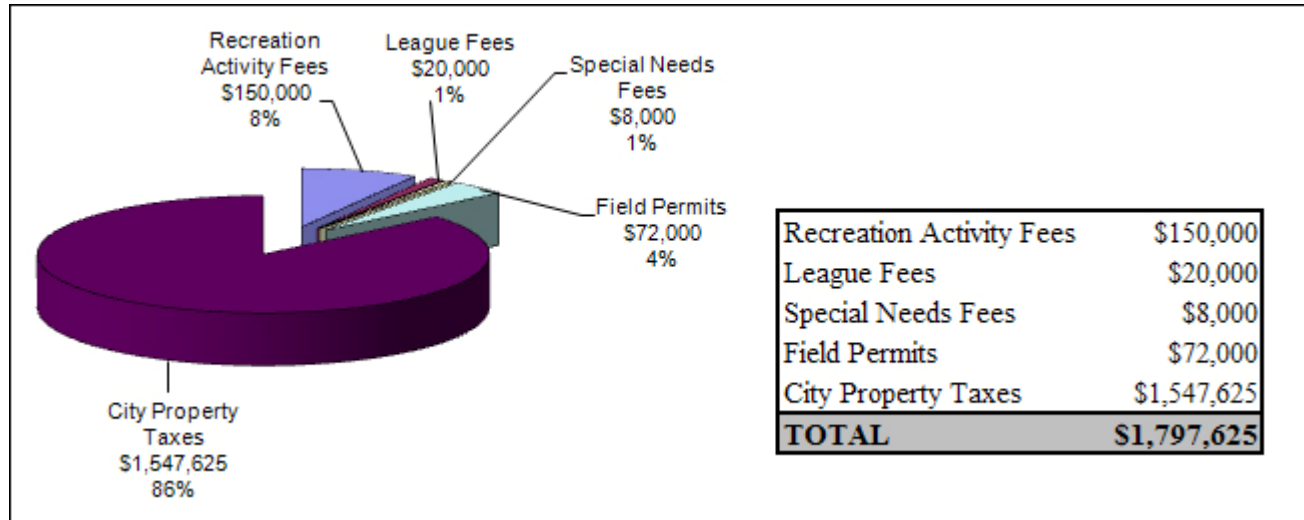 Recreation
Activity Fees
$150,000
8%
League Fees
$20,000
1%
Special Needs
Fees
$8,000
1%
Field Permits
$72,000
4%
City Property
Taxes
$1,547,625
86%
Recreation Activity Fees $150,000
League Fees $20,000
Special Needs Fees $8,000
Field Permits $72,000
City Property Taxes $1,547,625
TOTAL $1,797,625